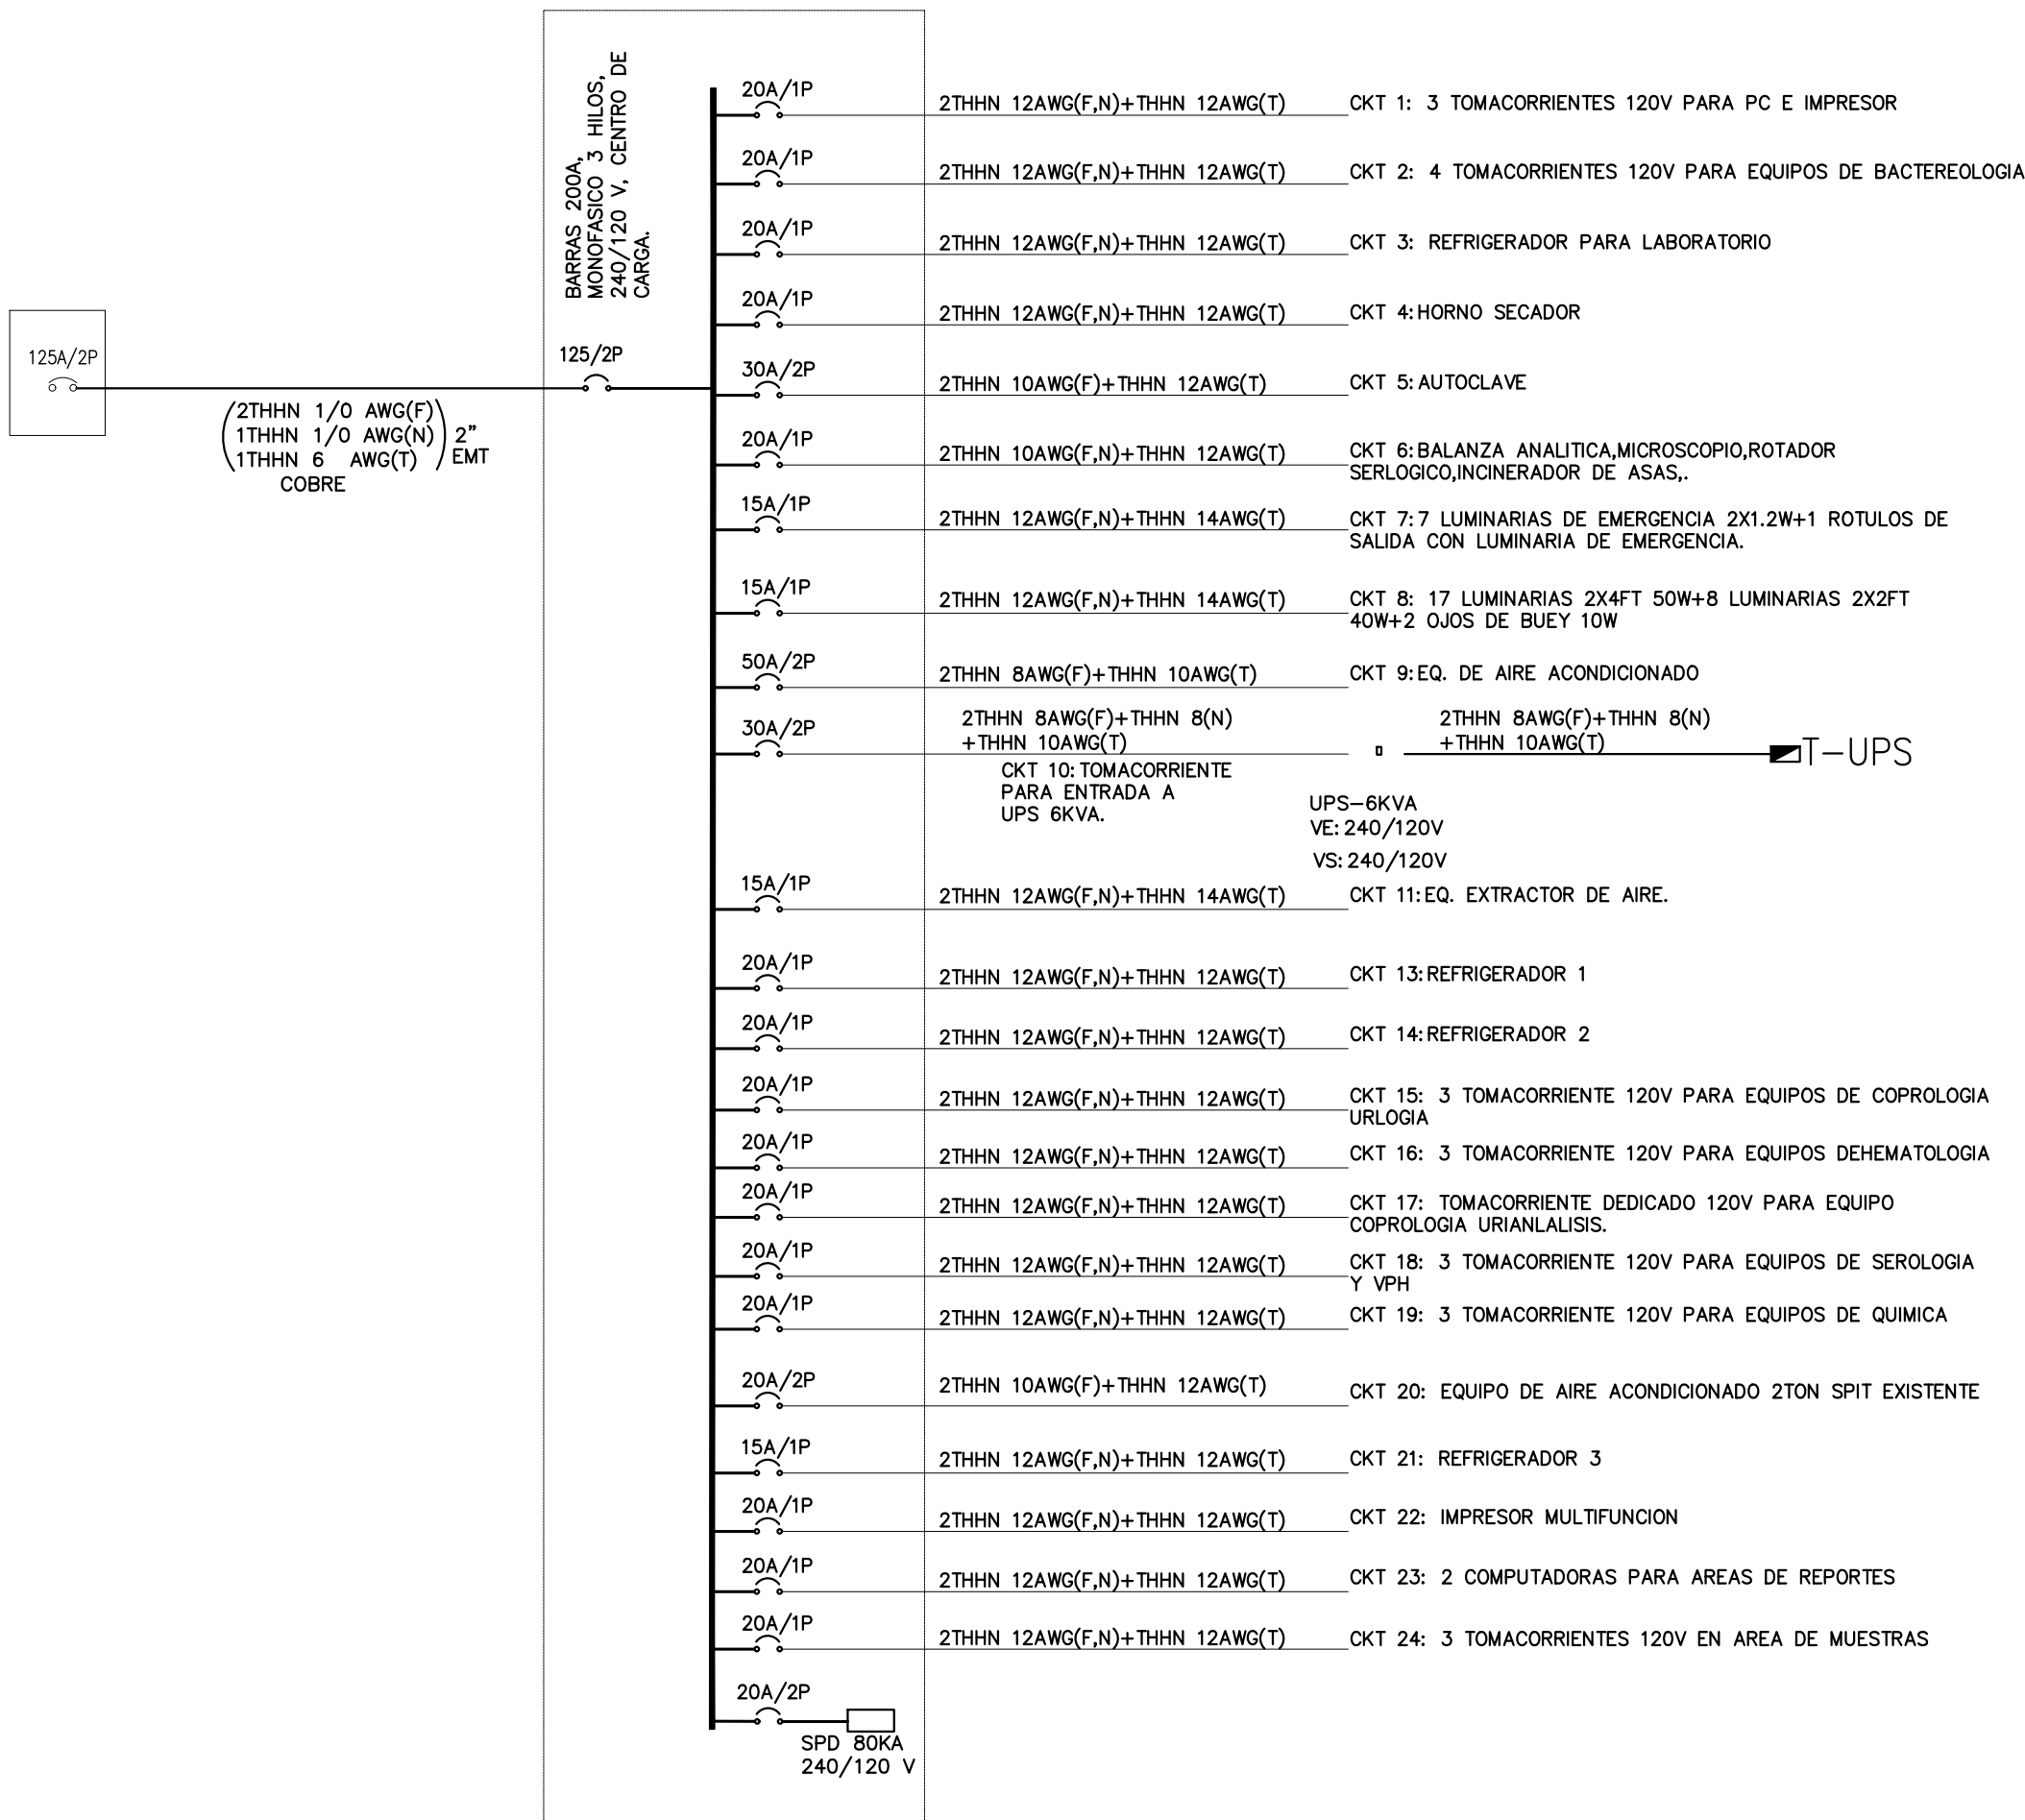 BARRAS 200A,
MONOFASICO 3 HILOS,
240/120 V, CENTRO DE
CARGA.
125A/2P
2THHN 1/0 AWG(F)
1THHN 1/0 AWG(N)
1THHN 6 AWG(T)
2"
EMT
COBRE
125/2P
20A/1P
2THHN 12AWG(F,N)+THHN 12AWG(T)
CKT 1: 3 TOMACORRIENTES 120V PARA PC E IMPRESOR
20A/1P
2THHN 12AWG(F,N)+THHN 12AWG(T)
CKT 2: 4 TOMACORRIENTES 120V PARA EQUIPOS DE BACTEREOLOGIA
20A/1P
2THHN 12AWG(F,N)+THHN 12AWG(T)
CKT 3: REFRIGERADOR PARA LABORATORIO
20A/1P
2THHN 12AWG(F,N)+THHN 12AWG(T)
CKT 4:HORNO SECADOR
30A/2P
2THHN 10AWG(F)+THHN 12AWG(T)
CKT 5:AUTOCLAVE
20A/1P
2THHN 10AWG(F,N)+THHN 12AWG(T)
CKT 6:BALANZA ANALITICA,MICROSCOPIO,ROTADOR
SERLOGICO,INCINERADOR DE ASAS,.
15A/1P
2THHN 12AWG(F,N)+THHN 14AWG(T)
CKT 7:7 LUMINARIAS DE EMERGENCIA 2X1.2W+1 ROTULOS DE
SALIDA CON LUMINARIA DE EMERGENCIA.
15A/1P
2THHN 12AWG(F,N)+THHN 14AWG(T)
CKT 8: 17 LUMINARIAS 2X4FT 50W+8 LUMINARIAS 2X2FT
40W+2 OJOS DE BUEY 10W
50A/2P
2THHN 8AWG(F)+THHN 10AWG(T)
CKT 9:EQ. DE AIRE ACONDICIONADO
30A/2P
2THHN 8AWG(F)+THHN 8(N)
+THHN 10AWG(T)
CKT 10:TOMACORRIENTE
PARA ENTRADA A
UPS 6KVA.
2THHN 8AWG(F)+THHN 8(N)
+THHN 10AWG(T)
T-UPS
UPS-6KVA
VE:240/120V
VS:240/120V
15A/1P
2THHN 12AWG(F,N)+THHN 14AWG(T)
CKT 11:EQ. EXTRACTOR DE AIRE.
20A/1P
2THHN 12AWG(F,N)+THHN 12AWG(T)
CKT 13:REFRIGERADOR 1
20A/1P
2THHN 12AWG(F,N)+THHN 12AWG(T)
CKT 14:REFRIGERADOR 2
20A/1P
2THHN 12AWG(F,N)+THHN 12AWG(T)
CKT 15: 3 TOMACORRIENTE 120V PARA EQUIPOS DE COPROLOGIA
URLOGIA
20A/1P
2THHN 12AWG(F,N)+THHN 12AWG(T)
CKT 16: 3 TOMACORRIENTE 120V PARA EQUIPOS DEHEMATOLOGIA
20A/1P
2THHN 12AWG(F,N)+THHN 12AWG(T)
CKT 17: TOMACORRIENTE DEDICADO 120V PARA EQUIPO
COPROLOGIA URIANLALISIS.
20A/1P
2THHN 12AWG(F,N)+THHN 12AWG(T)
CKT 18: 3 TOMACORRIENTE 120V PARA EQUIPOS DE SEROLOGIA
Y VPH
20A/1P
2THHN 12AWG(F,N)+THHN 12AWG(T)
CKT 19: 3 TOMACORRIENTE 120V PARA EQUIPOS DE QUIMICA
20A/2P
2THHN 10AWG(F)+THHN 12AWG(T)
CKT 20: EQUIPO DE AIRE ACONDICIONADO 2TON SPIT EXISTENTE
15A/1P
2THHN 12AWG(F,N)+THHN 12AWG(T)
CKT 21: REFRIGERADOR 3
20A/1P
2THHN 12AWG(F,N)+THHN 12AWG(T)
CKT 22: IMPRESOR MULTIFUNCION
20A/1P
2THHN 12AWG(F,N)+THHN 12AWG(T)
CKT 23: 2 COMPUTADORAS PARA AREAS DE REPORTES
20A/1P
2THHN 12AWG(F,N)+THHN 12AWG(T)
CKT 24: 3 TOMACORRIENTES 120V EN AREA DE MUESTRAS
20A/2P
SPD 80KA
240/120 V